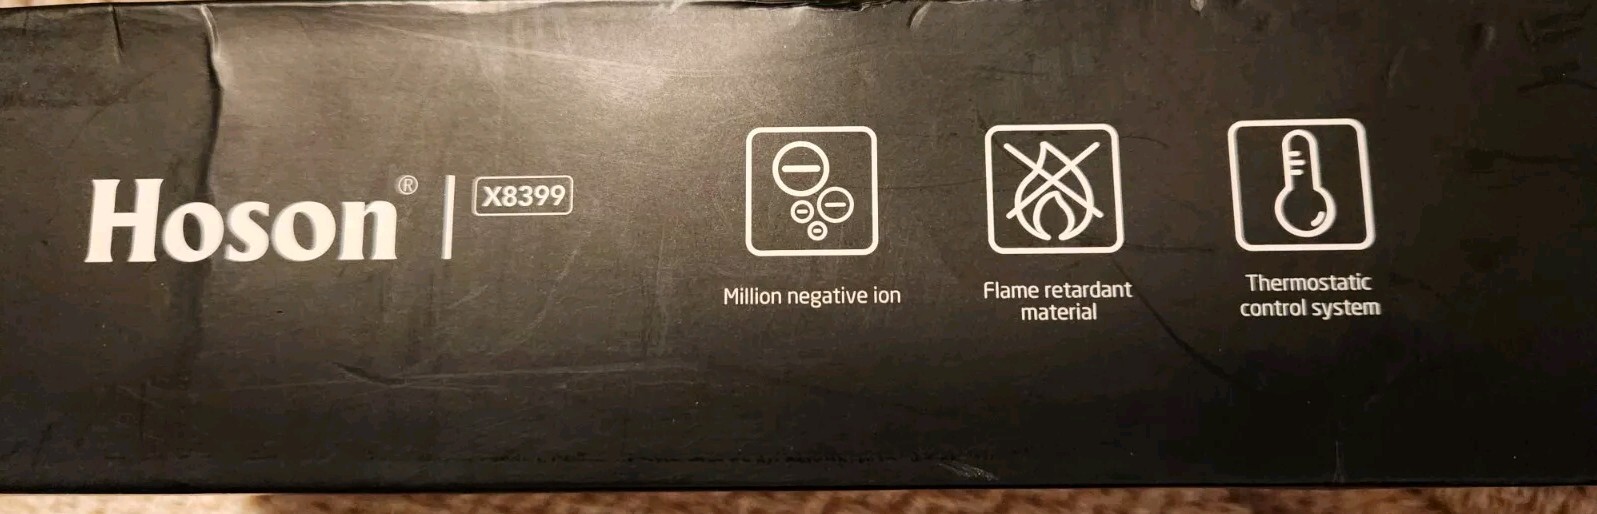 Hoson® | X8399
Million negative ion
Flame retardant
material
Thermostatic
control system